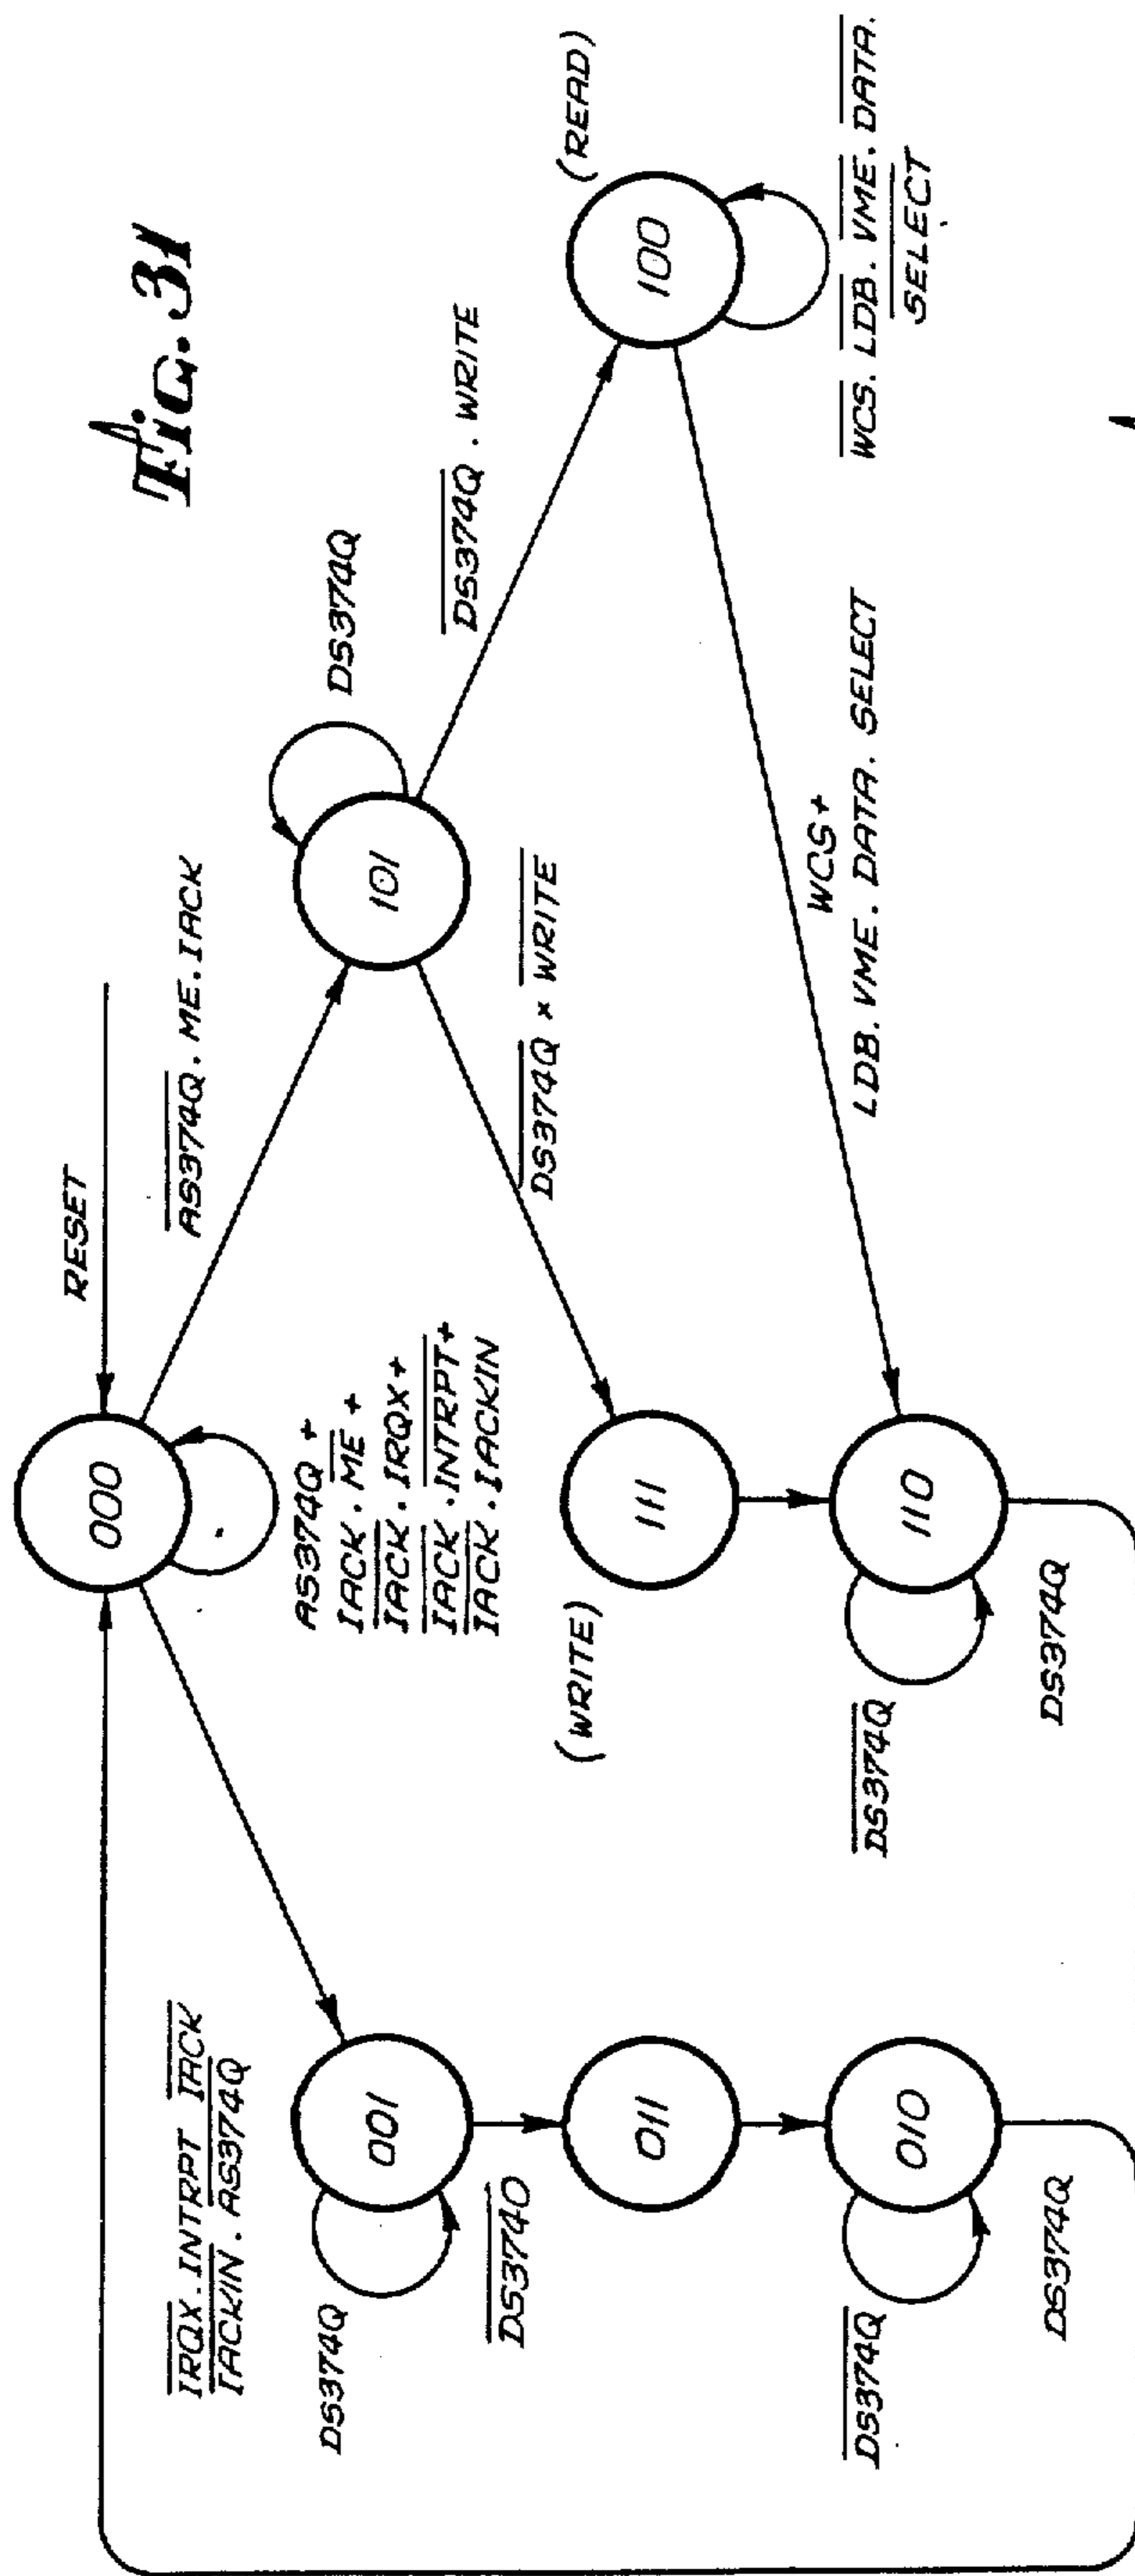 Fig. 31
RESET
000
AS374Q +
IACK . ME +
IACK . IRQX +
IACK . INTRPT +
IACK . IACKIN
AS374Q . ME . IACK
IRQX . INTRPT IACK
IACKIN . AS374Q
101
DS374Q
DS374Q . WRITE
DS374Q × WRITE
(READ)
100
WCS. LDB. VME. DATA.
SELECT
WCS+
LDB. VME. DATA. SELECT
(WRITE)
111
110
DS374Q
DS374Q
001
DS374Q
DS374O
011
010
DS374Q
DS374Q